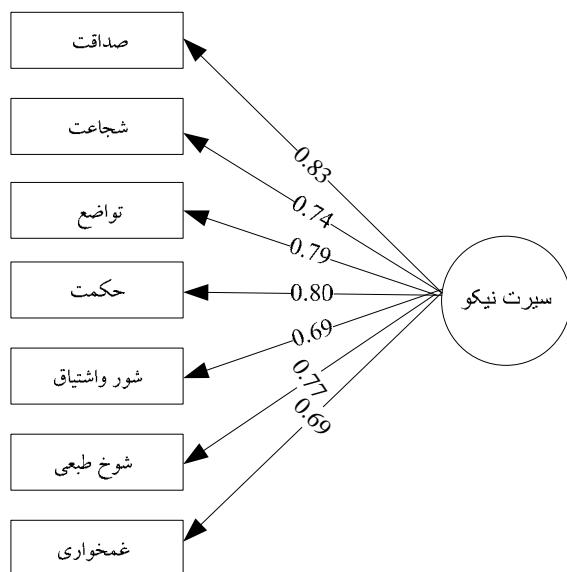 صداقت
0.83
شجاعت
0.74
تواضع
0.79
حکمت
0.80
سیرت نیکو
شور واشتیاق
0.69
شوخ طبعی
0.77
غمخواری
0.69